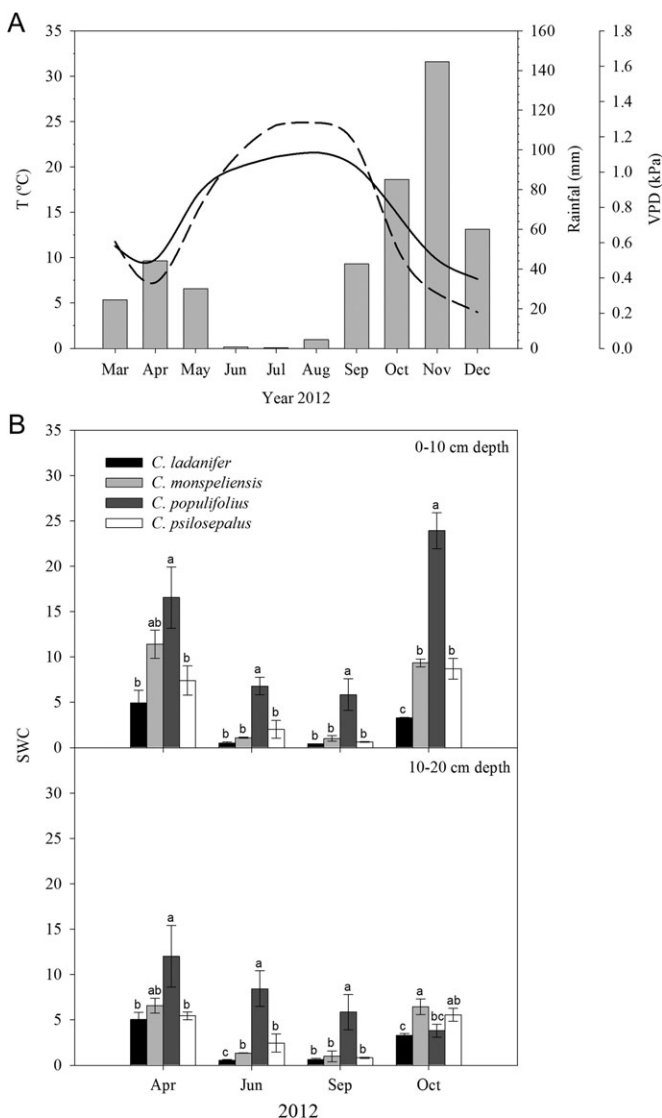 A
35
30
25
20
15
10
5
0
T (ºC)
160
140
120
100
80
60
40
20
0
Rainfal (mm)
1.8
1.6
1.4
1.2
1.0
0.8
0.6
0.4
0.2
0.0
VPD (kPa)
Mar Apr May Jun Jul Aug Sep Oct Nov Dec
Year 2012
B
0-10 cm depth
C. ladanifer
C. monspeliensis
C. populifolius
C. psilosepalus
35
30
25
20
15
10
5
0
b ab a b
b b a b
b b a b
c b a b
SWC
10-20 cm depth
30
25
20
15
10
5
0
b ab a b
c b a b
b b a b
c a bc ab
Apr Jun Sep Oct
2012